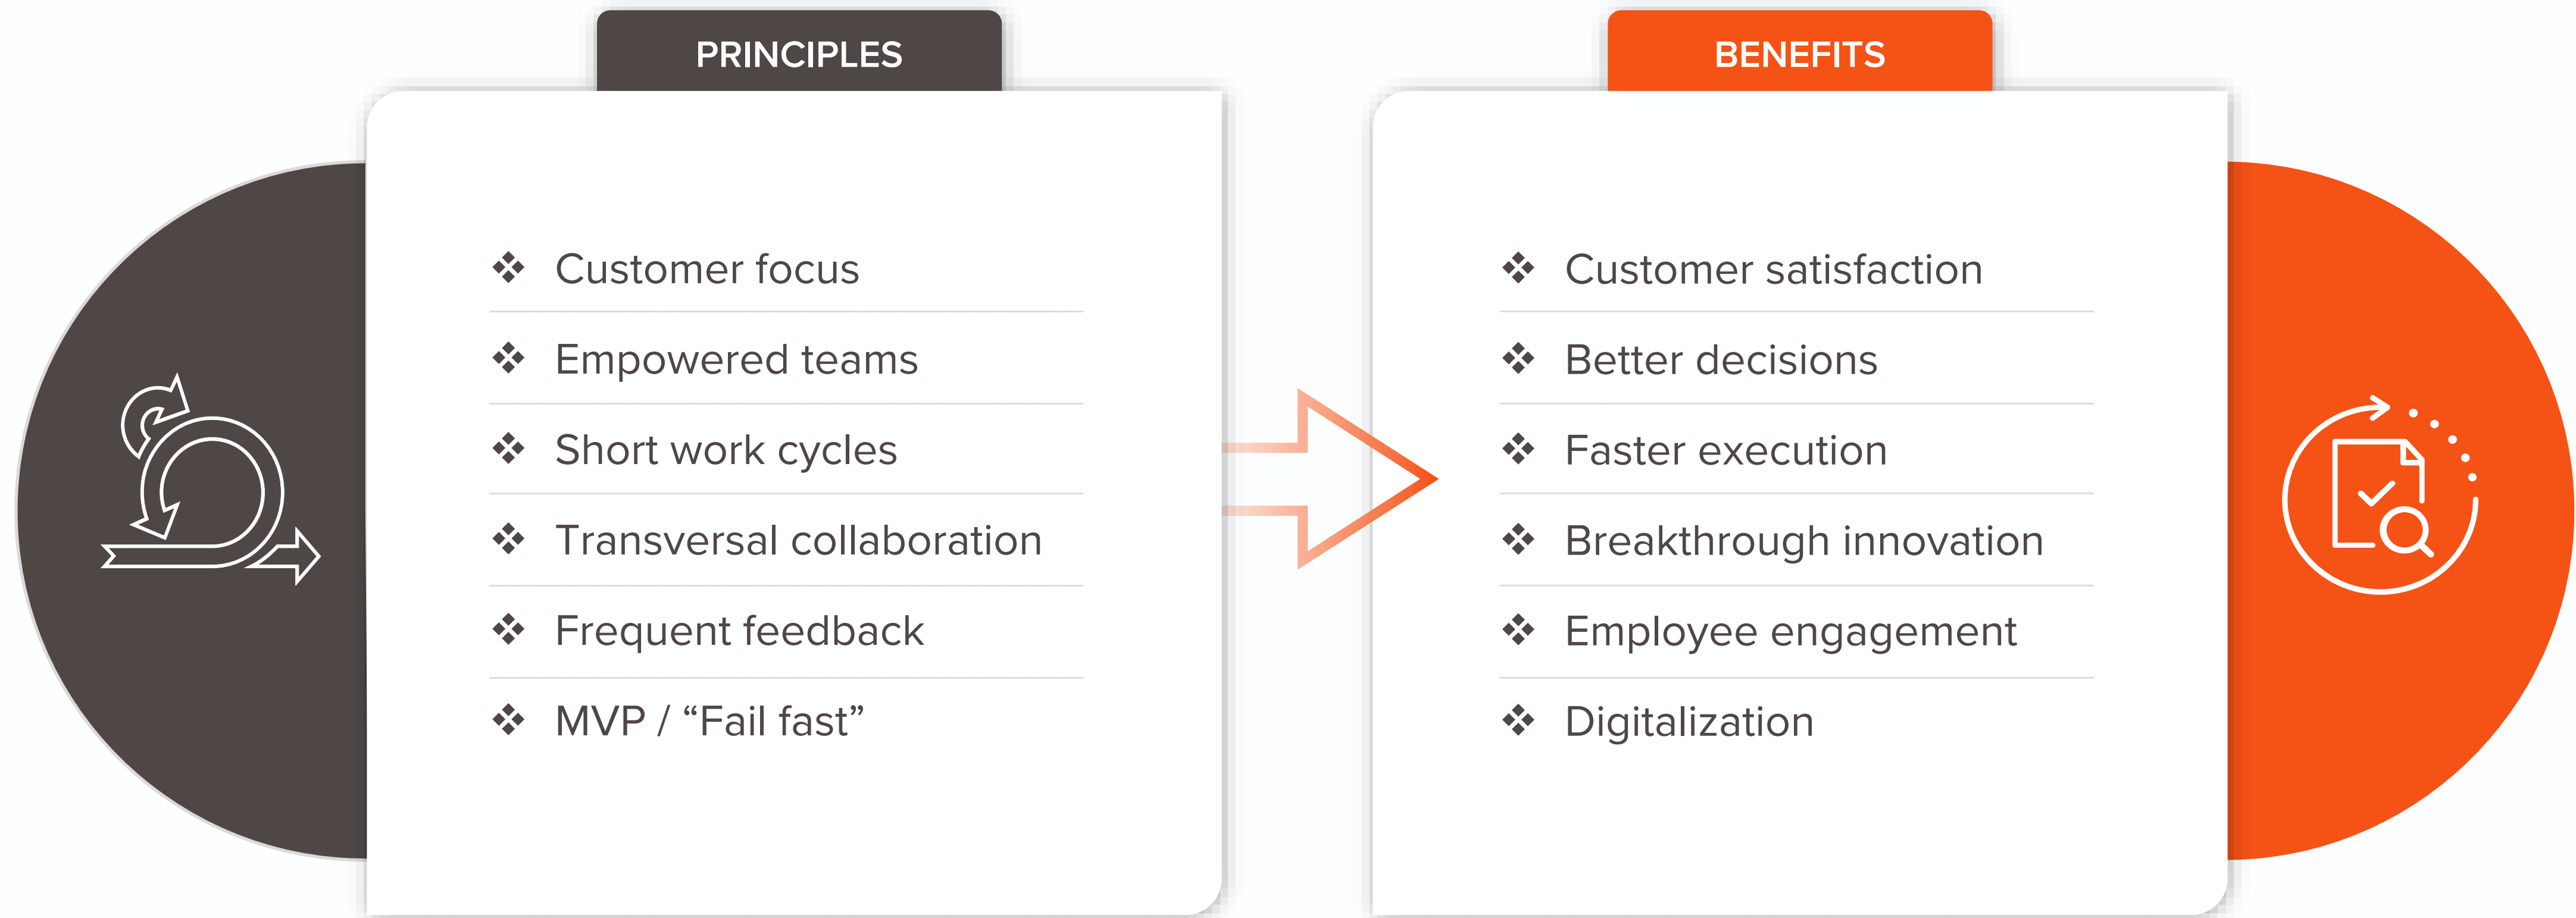 PRINCIPLES
Customer focus
Empowered teams
Short work cycles
Transversal collaboration
Frequent feedback
MVP / “Fail fast”
BENEFITS
Customer satisfaction
Better decisions
Faster execution
Breakthrough innovation
Employee engagement
Digitalization